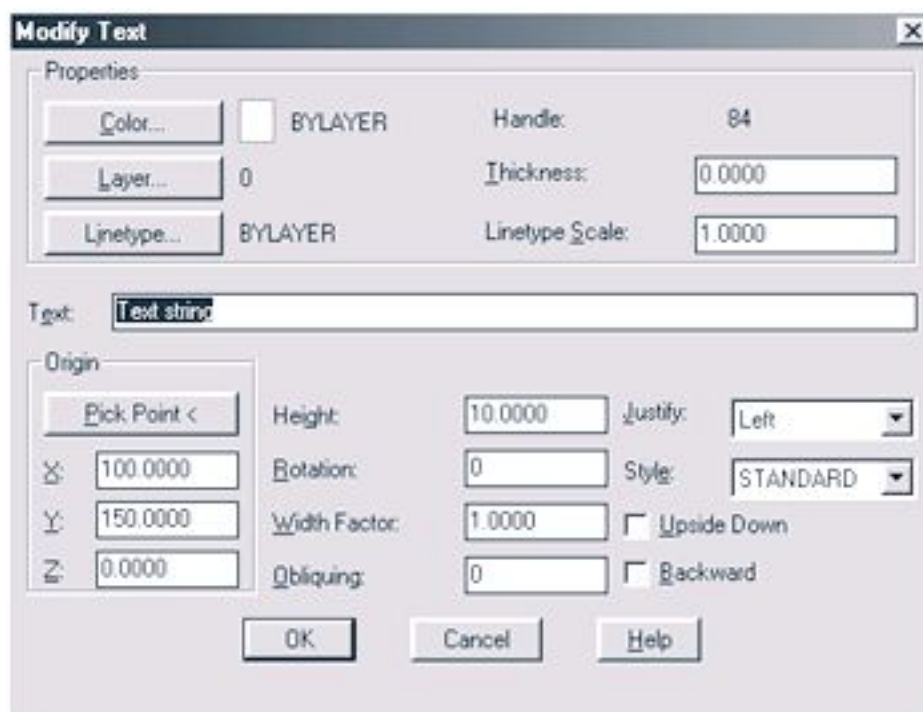 Modify Text
Properties
Color... BYLAYER Handle: 84
Layer... 0 Thickness: 0.0000
Linetype... BYLAYER Linetype Scale: 1.0000
Text: Text string
Origin
Pick Point < Height: 10.0000 Justify: Left
X: 100.0000 Rotation: 0 Style: STANDARD
Y: 150.0000 Width Factor: 1.0000 Upside Down
Z: 0.0000 Obliquing: 0 Backward
OK Cancel Help